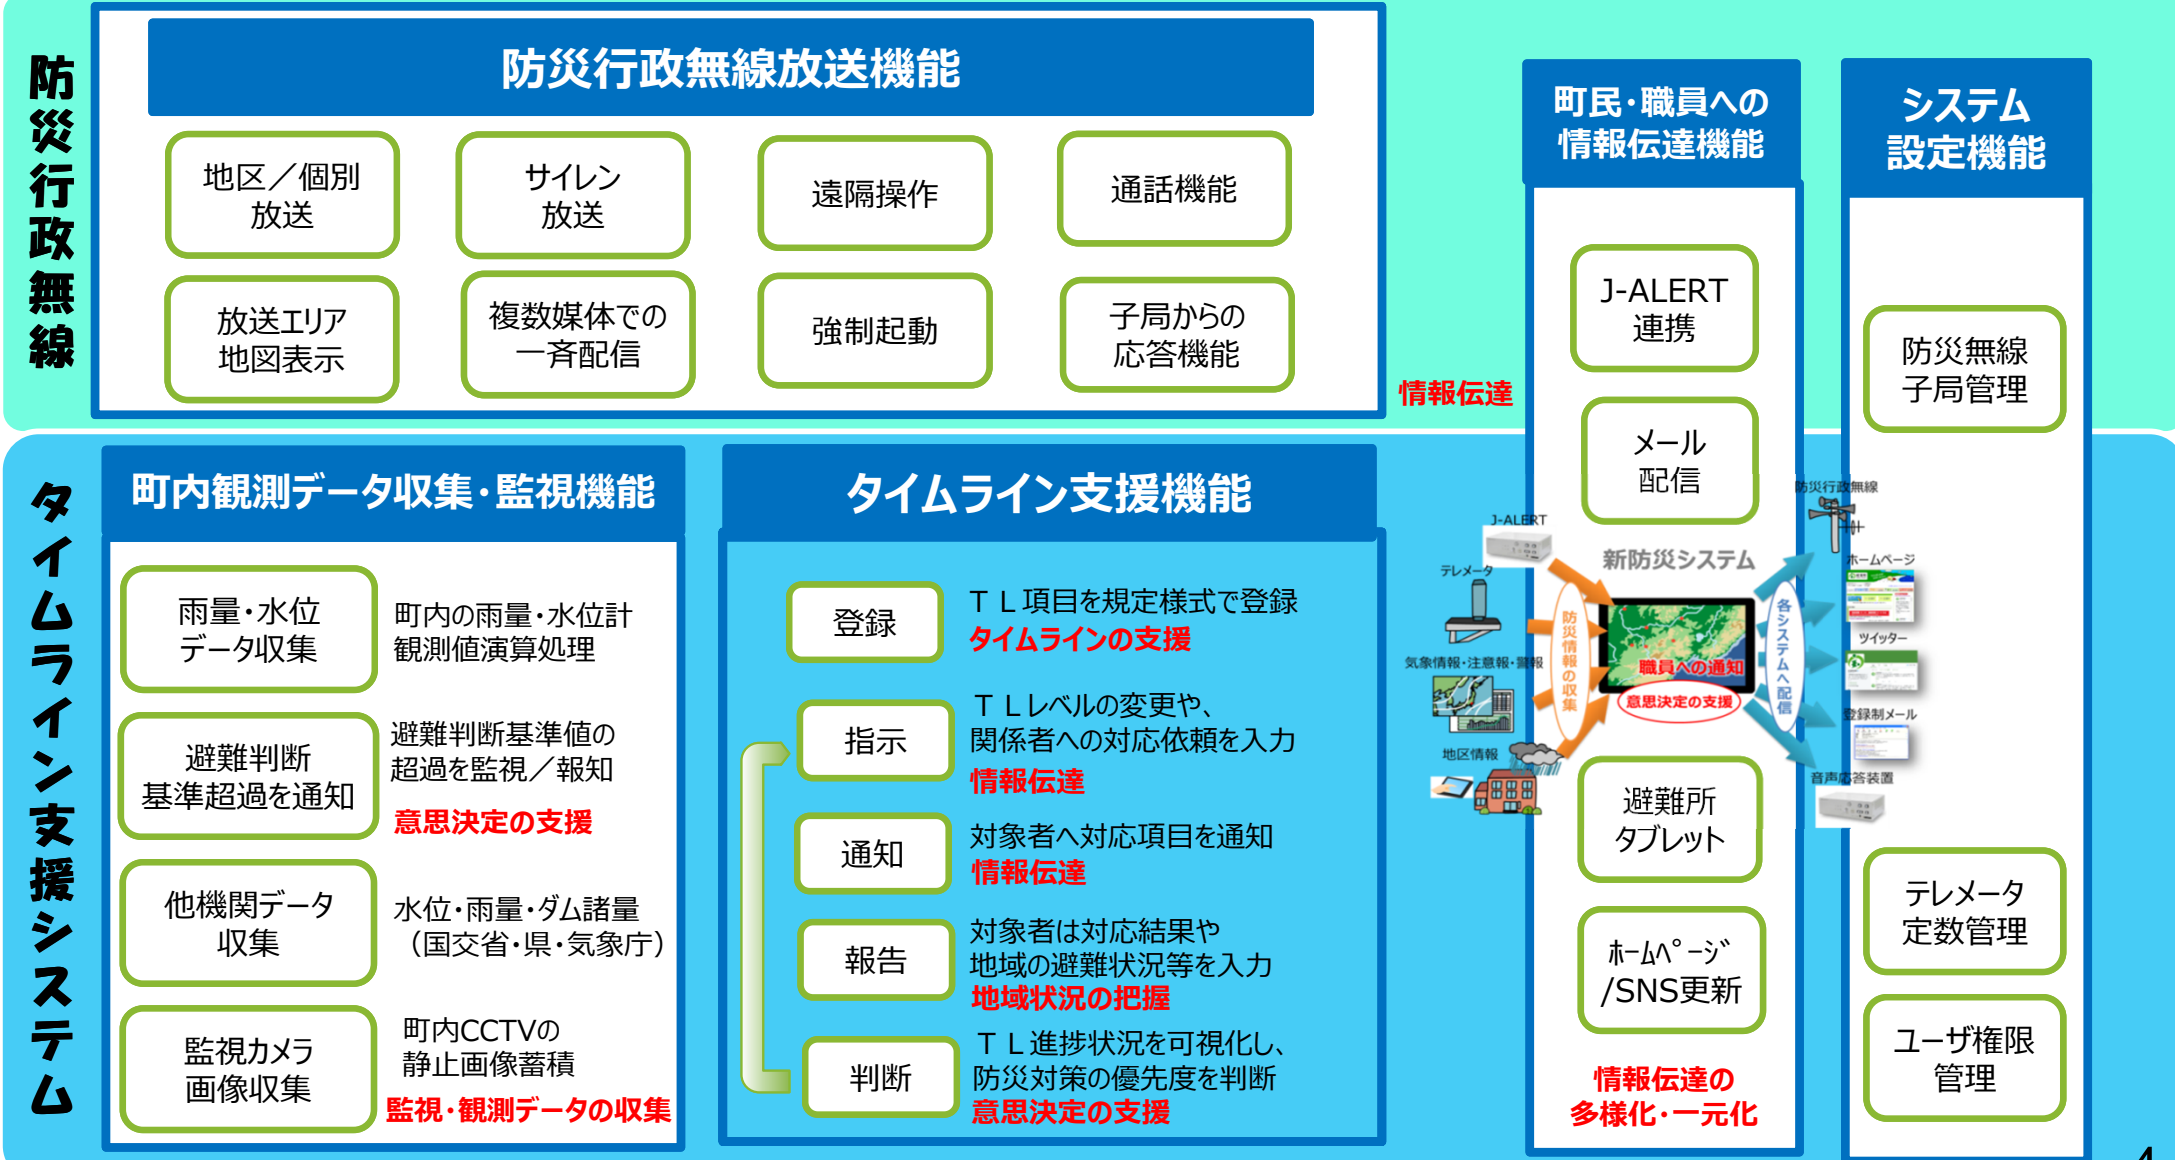 防災行政無線
防災行政無線放送機能
地区／個別
放送
サイレン
放送
遠隔操作
通話機能
放送エリア
地図表示
複数媒体での
一斉配信
強制起動
子局からの
応答機能
情報伝達
町民・職員への
情報伝達機能
J-ALERT
連携
メール
配信
新防災システム
J-ALERT
テレメータ
気象情報・注意報・警報
地区情報
防災情報の収集
職員への通知
意思決定の支援
各システムへ配信
防災行政無線
ホームページ
ツイッター
登録制メール
音声応答装置
避難所
タブレット
ﾎｰﾑﾍﾟｰｼﾞ
/SNS更新
情報伝達の
多様化・一元化
システム
設定機能
防災無線
子局管理
テレメータ
定数管理
ユーザ権限
管理
タイムライン支援システム
町内観測データ収集・監視機能
雨量・水位
データ収集
町内の雨量・水位計
観測値演算処理
避難判断
基準超過を通知
避難判断基準値の
超過を監視／報知
意思決定の支援
他機関データ
収集
水位・雨量・ダム諸量
（国交省・県・気象庁）
監視カメラ
画像収集
町内CCTVの
静止画像蓄積
監視・観測データの収集
タイムライン支援機能
登録
ＴＬ項目を規定様式で登録
タイムラインの支援
指示
ＴＬレベルの変更や、
関係者への対応依頼を入力
情報伝達
通知
対象者へ対応項目を通知
情報伝達
報告
対象者は対応結果や
地域の避難状況等を入力
地域状況の把握
判断
ＴＬ進捗状況を可視化し、
防災対策の優先度を判断
意思決定の支援